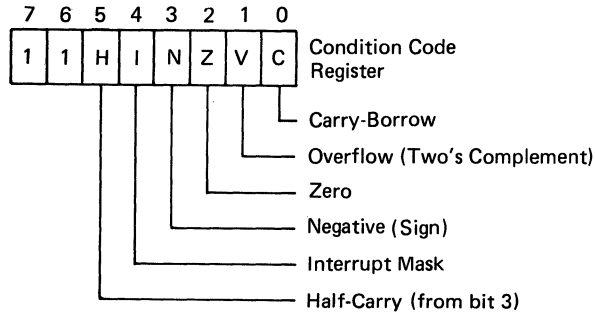 7 6 5 4 3 2 1 0
1 1 H I N Z V C
Condition Code
Register
Carry-Borrow
Overflow (Two's Complement)
Zero
Negative (Sign)
Interrupt Mask
Half-Carry (from bit 3)